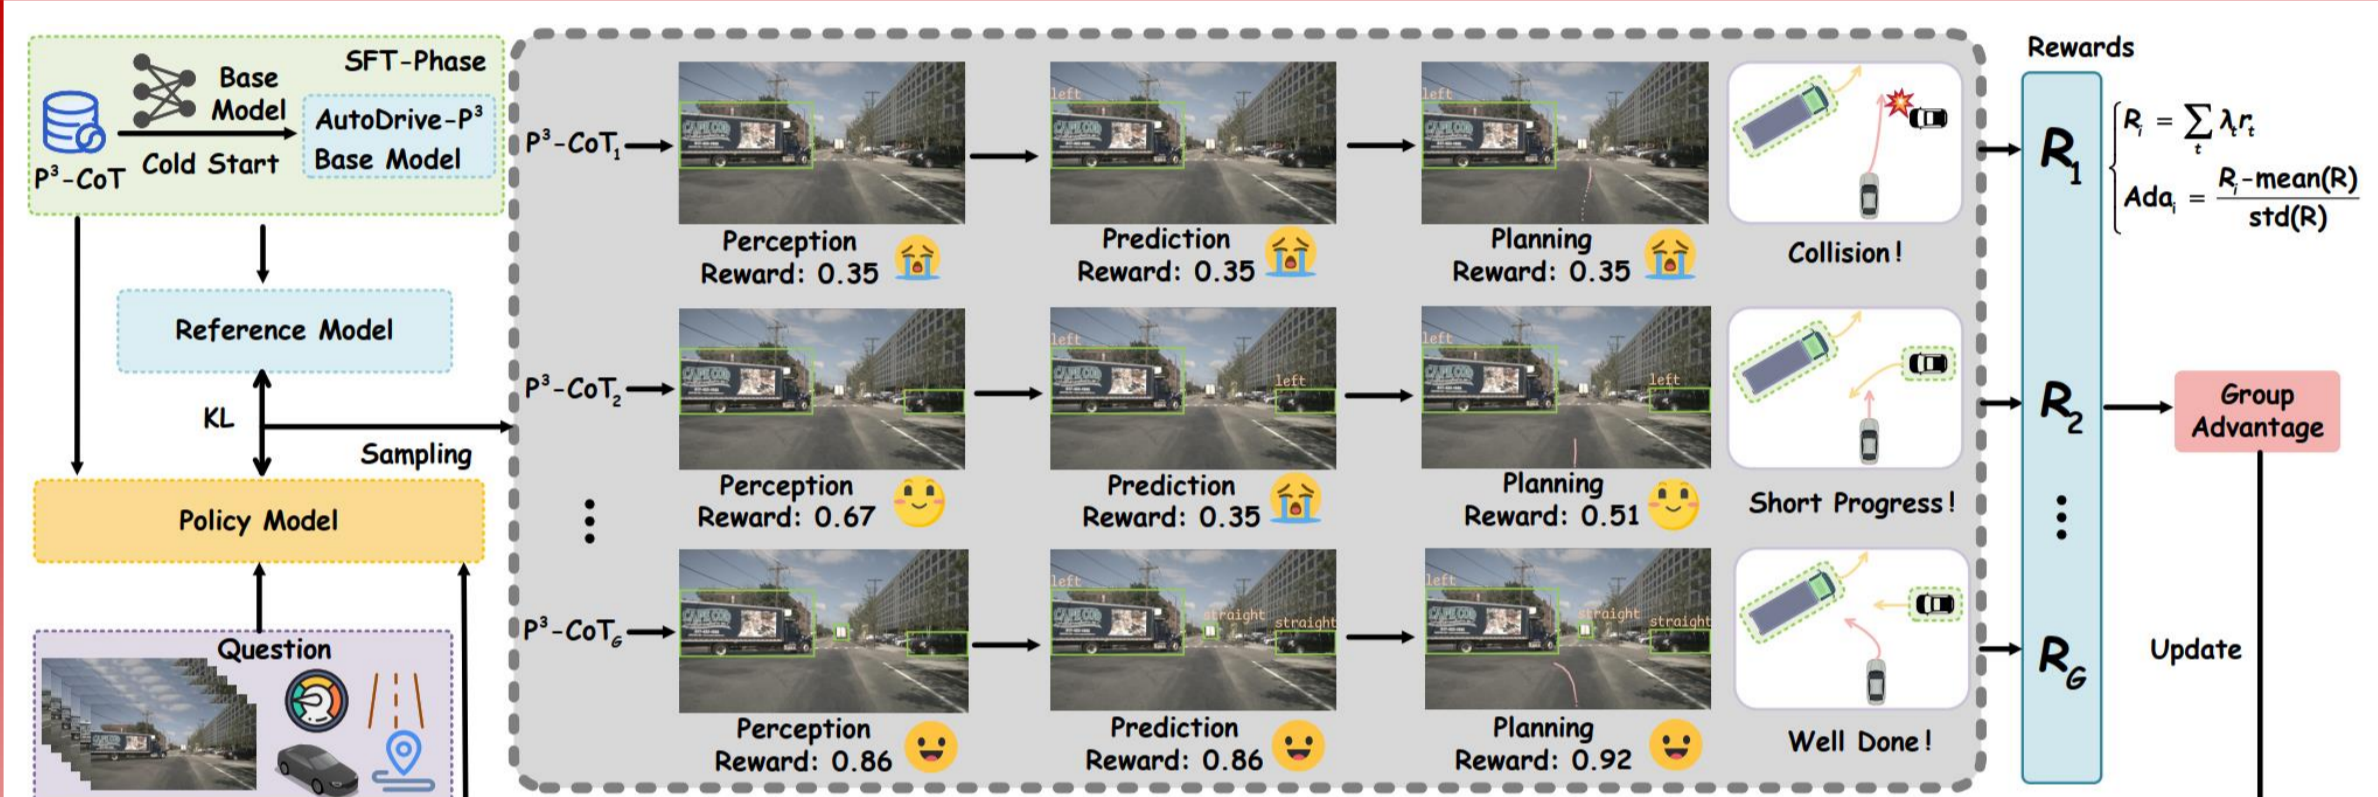 SFT-Phase
Base
Model
AutoDrive-P³
Base Model
Cold Start
P³-CoT
Reference Model
KL
Sampling
Policy Model
Question
P³-CoT₁
left
left
Perception
Reward: 0.35
Prediction
Reward: 0.35
Planning
Reward: 0.35
Collision!
P³-CoT₂
left
left
left
left
Perception
Reward: 0.67
Prediction
Reward: 0.35
Planning
Reward: 0.51
Short Progress!
P³-CoT_G
left
straight
straight
left
straight
straight
Perception
Reward: 0.86
Prediction
Reward: 0.86
Planning
Reward: 0.92
Well Done!
Rewards
R₁
R₂
R_G
R_i = ∑_t λ_t r_t
Ada_i = (R_i-mean(R))/std(R)
Group
Advantage
Update